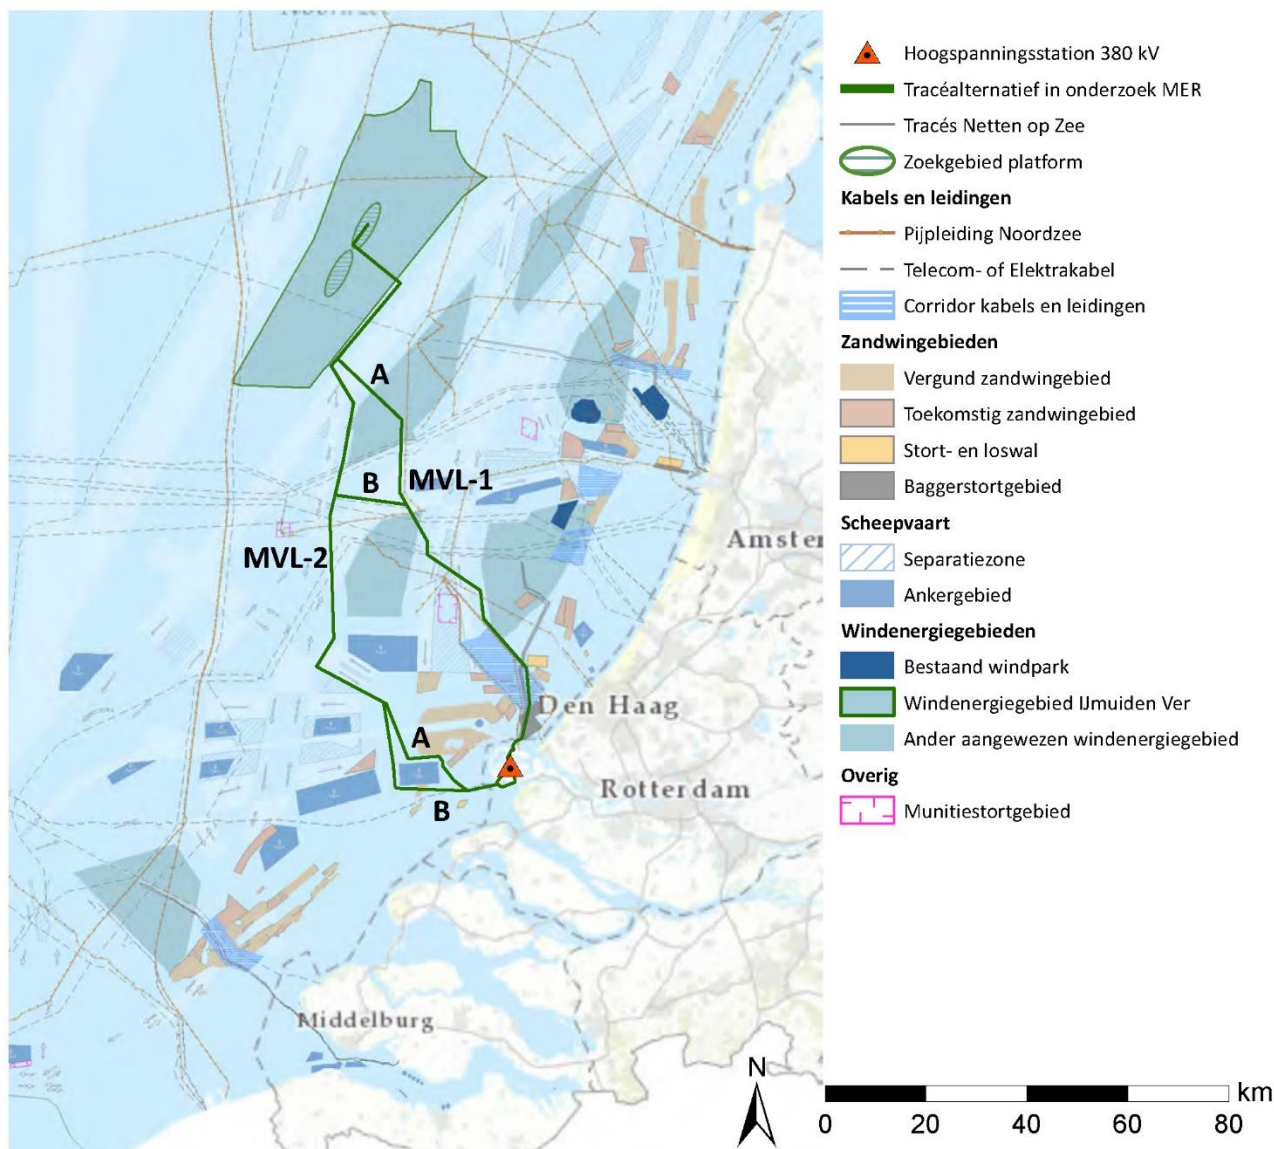 Noordzee
A
B
MVL-1
MVL-2
Amster
Den Haag
A
Rotterdam
B
Middelburg
N
Hoogspanningsstation 380 kV
Tracéalternatief in onderzoek MER
Tracés Netten op Zee
Zoekgebied platform
Kabels en leidingen
Pijpleiding Noordzee
Telecom- of Elektrakabel
Corridor kabels en leidingen
Zandwingebieden
Vergund zandwingebied
Toekomstig zandwingebied
Stort- en loswal
Baggerstortgebied
Scheepvaart
Separatiezone
Ankergebied
Windenergiegebieden
Bestaand windpark
Windenergiegebied IJmuiden Ver
Ander aangewezen windenergiegebied
Overig
Munitiestortgebied
km
0 20 40 60 80